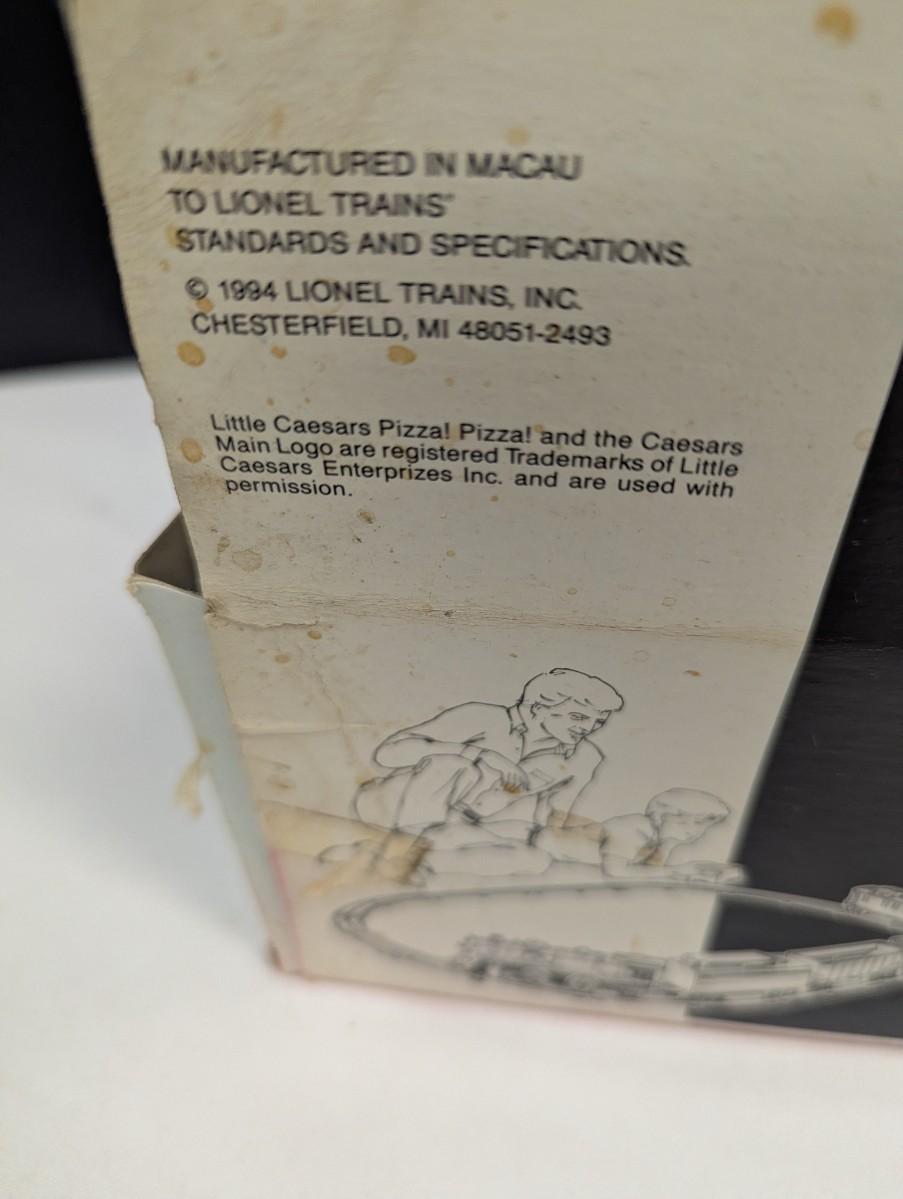 MANUFACTURED IN MACAU
TO LIONEL TRAINS™
STANDARDS AND SPECIFICATIONS.
© 1994 LIONEL TRAINS, INC.
CHESTERFIELD, MI 48051-2493
Little Caesars Pizza! Pizza! and the Caesars
Main Logo are registered Trademarks of Little
Caesars Enterprizes Inc. and are used with
permission.